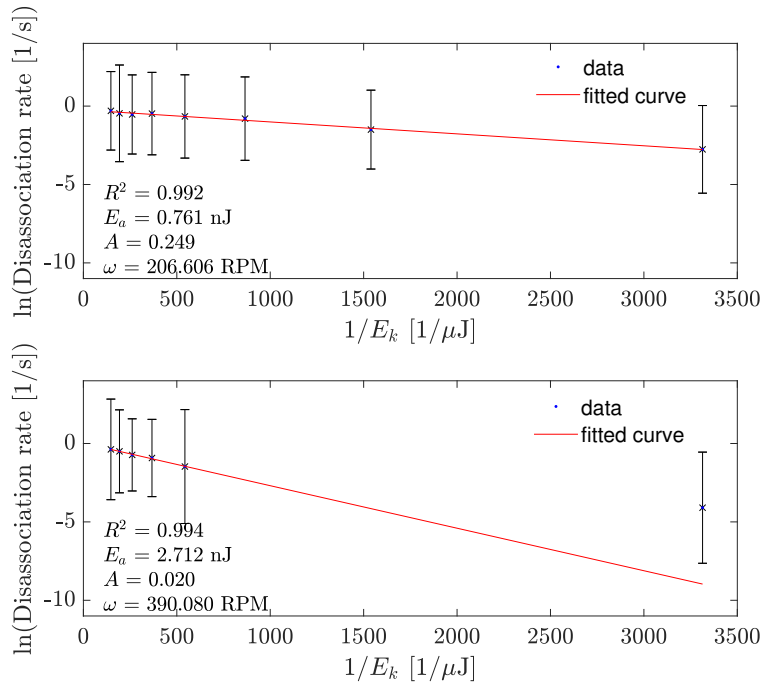 ln(Disassociation rate [1/s])
0
-5
-10
data
fitted curve
R² = 0.992
E_a = 0.761 nJ
A = 0.249
ω = 206.606 RPM
0 500 1000 1500 2000 2500 3000 3500
1/E_k [1/μJ]
ln(Disassociation rate [1/s])
0
-5
-10
data
fitted curve
R² = 0.994
E_a = 2.712 nJ
A = 0.020
ω = 390.080 RPM
0 500 1000 1500 2000 2500 3000 3500
1/E_k [1/μJ]